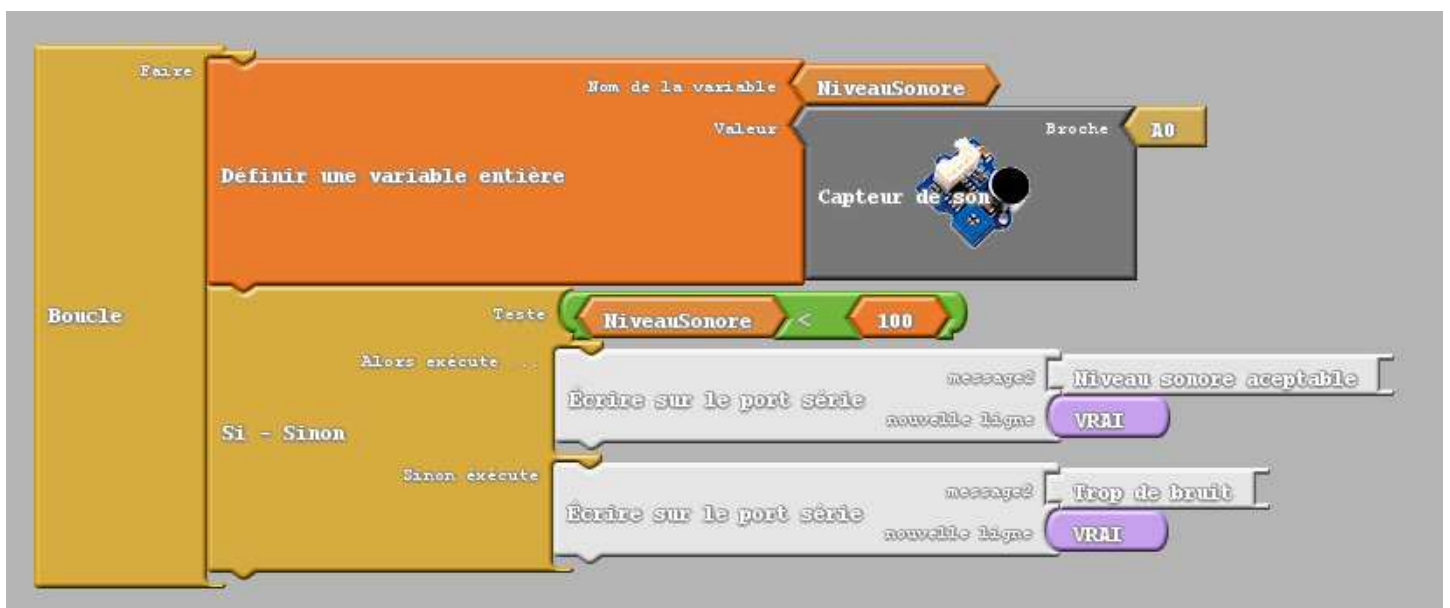 Faire
Nom de la variable NiveauSonore
Valeur Broche A0
Définir une variable entière
Capteur de son
Boucle
Teste NiveauSonore < 100
Alors exécute ..
message2 Niveau sonore aceptable
Écrire sur le port série
nouvelle ligne VRAI
Si - Sinon
Sinon exécute
message2 Trop de bruit
Écrire sur le port série
nouvelle ligne VRAI